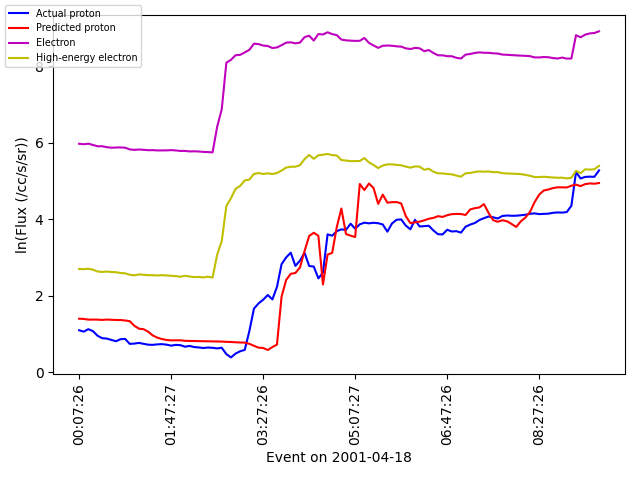 Actual proton
Predicted proton
Electron
High-energy electron
6
4
2
0
ln(Flux (/cc/s/sr))
00:07:26
01:47:27
03:27:26
05:07:27
06:47:26
08:27:26
Event on 2001-04-18